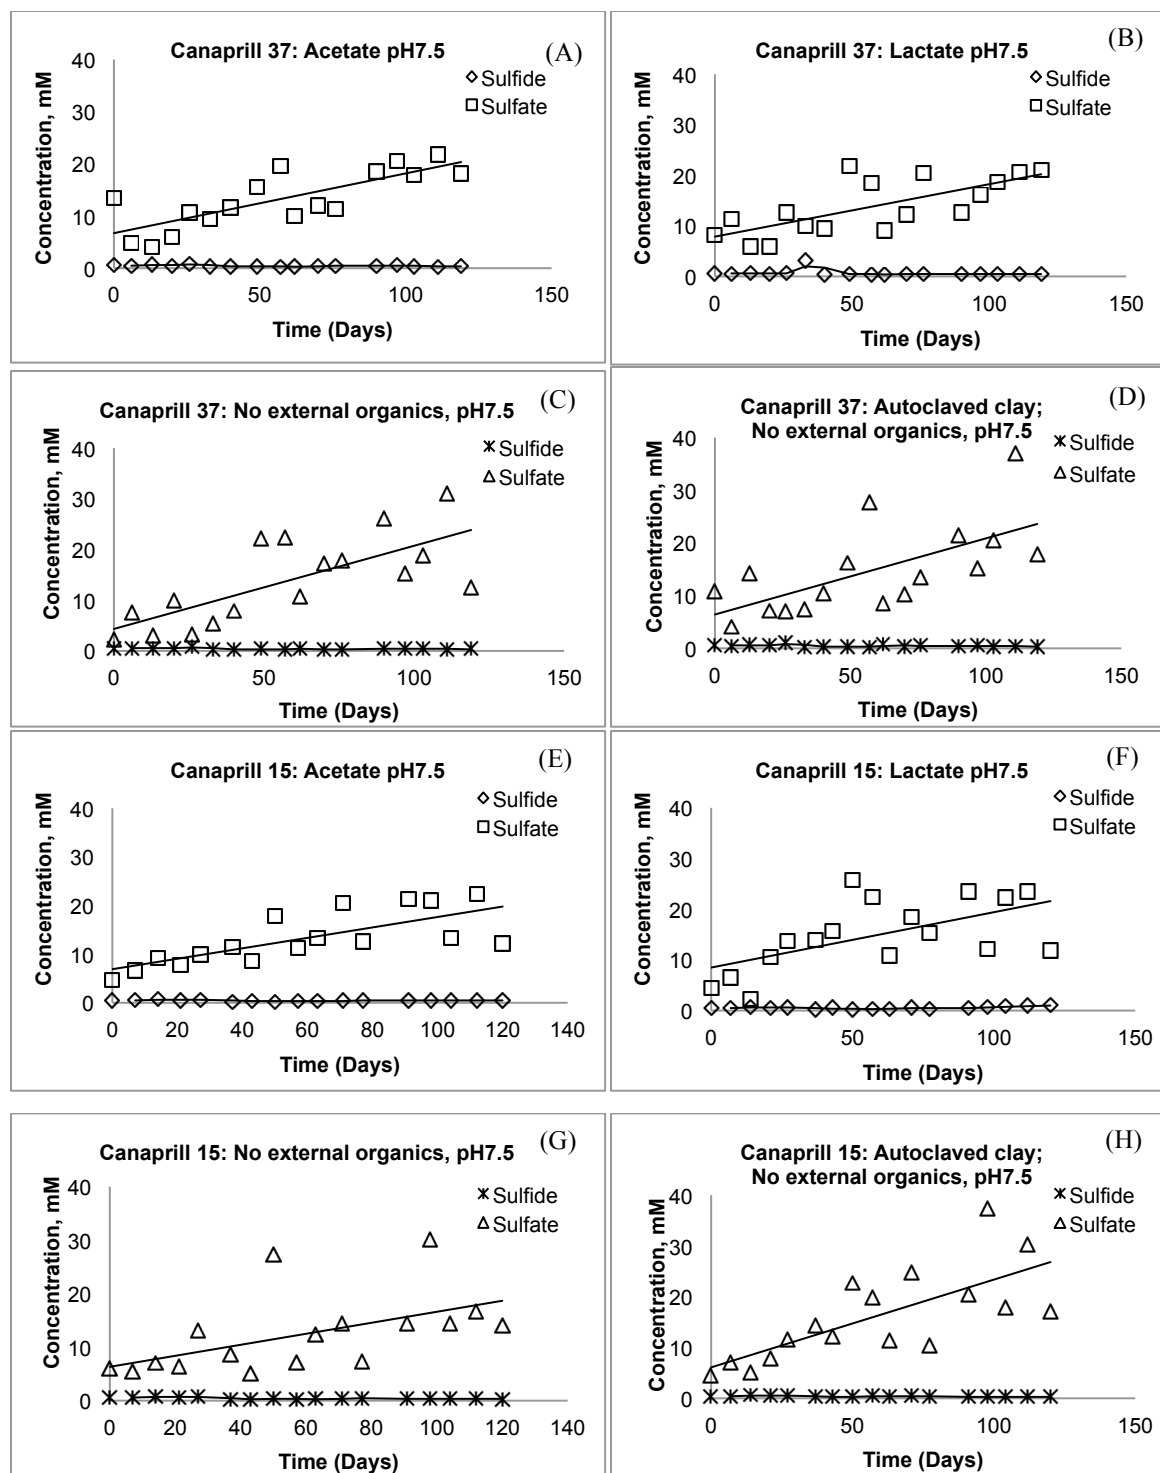 Canaprill 37: Acetate pH7.5
(A)
Concentration, mM
40
30
20
10
0
Sulfide
Sulfate
0 50 100 150
Time (Days)
Canaprill 37: Lactate pH7.5
(B)
Concentration, mM
40
30
20
10
0
Sulfide
Sulfate
0 50 100 150
Time (Days)
Canaprill 37: No external organics, pH7.5
(C)
Concentration, mM
40
30
20
10
0
Sulfide
Sulfate
0 50 100
Time (Days)
Canaprill 37: Autoclaved clay;
No external organics, pH7.5
(D)
Concentration, mM
40
30
20
10
0
Sulfide
Sulfate
0 50 100 150
Time (Days)
Canaprill 15: Acetate pH7.5
(E)
Concentration, mM
40
30
20
10
0
Sulfide
Sulfate
0 20 40 60 80 100 120 140
Time (Days)
Canaprill 15: Lactate pH7.5
(F)
Concentration, mM
40
30
20
10
0
Sulfide
Sulfate
0 50 100 150
Time (Days)
Canaprill 15: No external organics, pH7.5
(G)
Concentration, mM
40
30
20
10
0
Sulfide
Sulfate
0 20 40 60 80 100 120 140
Time (Days)
Canaprill 15: Autoclaved clay;
No external organics, pH7.5
(H)
Concentration, mM
40
30
20
10
0
Sulfide
Sulfate
0 50 100 150
Time (Days)